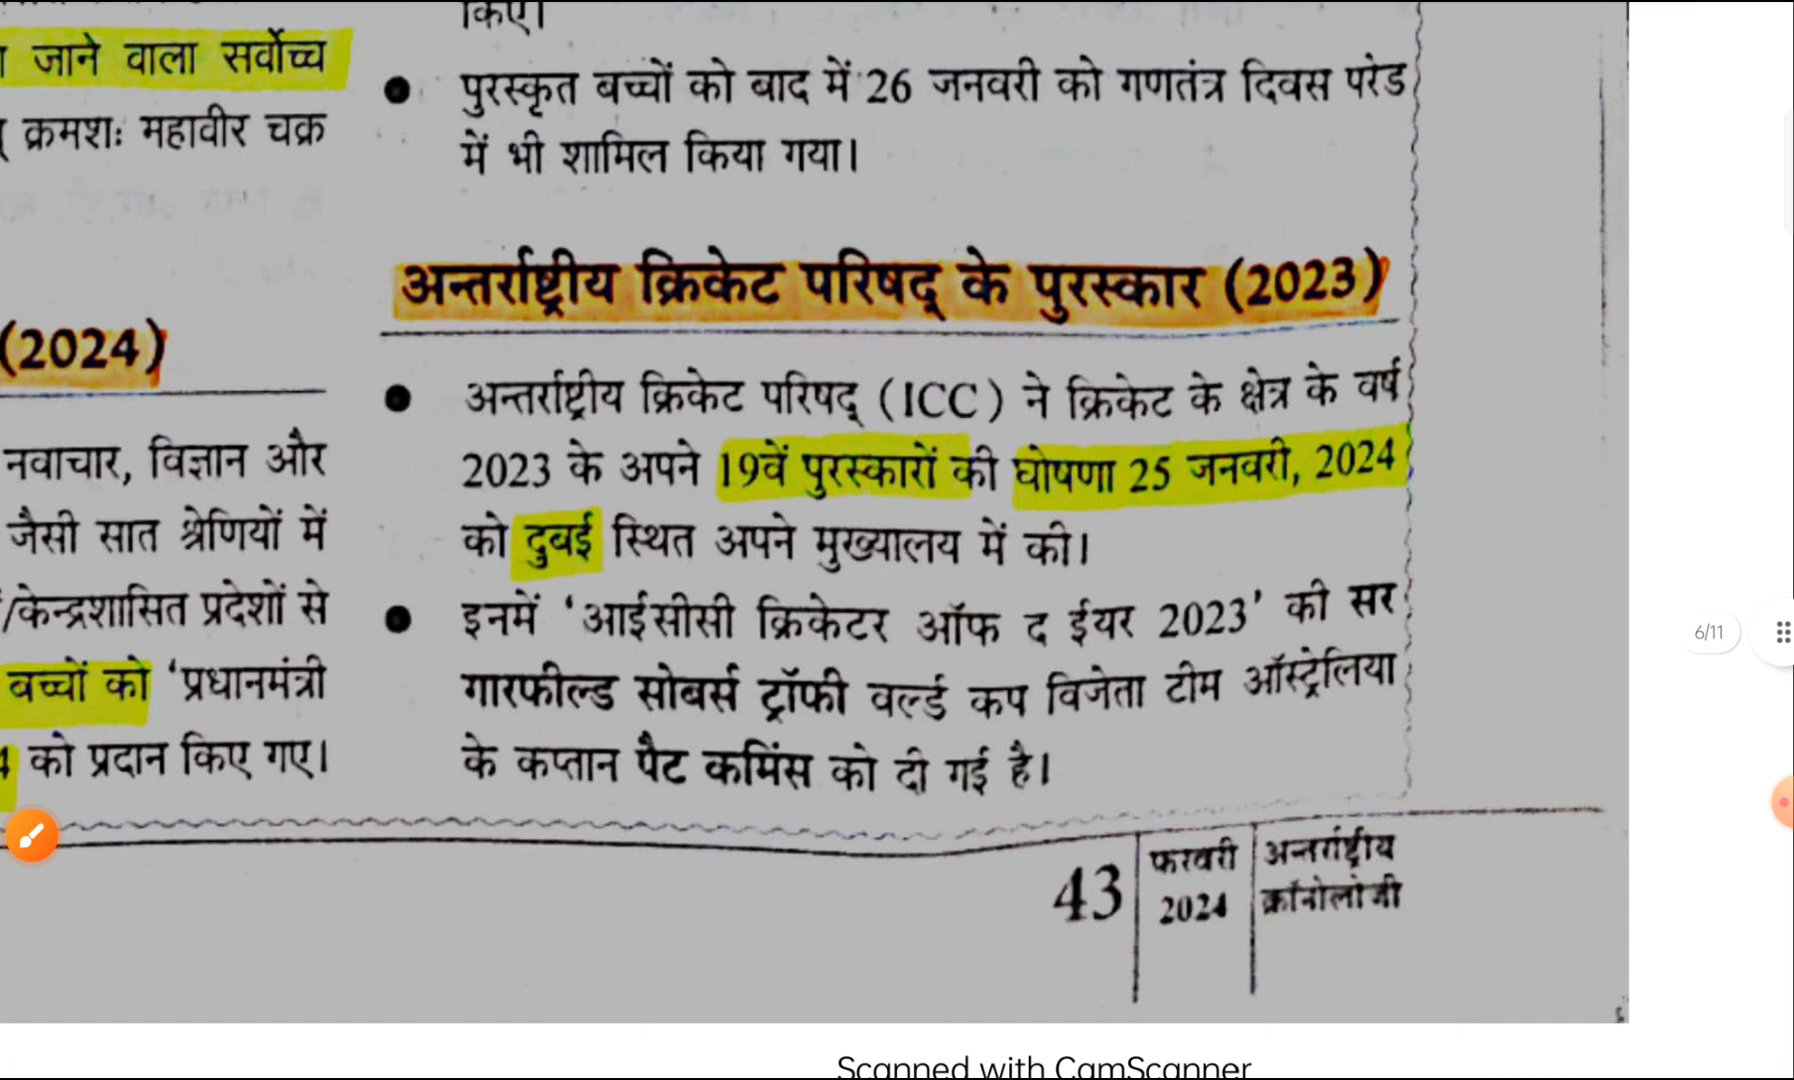 जाने वाला सर्वोच्च
क्रमशः महावीर चक्र
(2024)
नवाचार, विज्ञान और
जैसी सात श्रेणियों में
/केन्द्रशासित प्रदेशों से
बच्चों को ‘प्रधानमंत्री
4 को प्रदान किए गए।
किए।
● पुरस्कृत बच्चों को बाद में 26 जनवरी को गणतंत्र दिवस परेड
में भी शामिल किया गया।
अन्तर्राष्ट्रीय क्रिकेट परिषद् के पुरस्कार (2023)
● अन्तर्राष्ट्रीय क्रिकेट परिषद् (ICC) ने क्रिकेट के क्षेत्र के वर्ष
2023 के अपने 19वें पुरस्कारों की घोषणा 25 जनवरी, 2024
को दुबई स्थित अपने मुख्यालय में की।
● इनमें ‘आईसीसी क्रिकेटर ऑफ द ईयर 2023’ की सर
गारफील्ड सोबर्स ट्रॉफी वर्ल्ड कप विजेता टीम ऑस्ट्रेलिया
के कप्तान पैट कमिंस को दी गई है।
43
फरवरी
2024
अन्तर्राष्ट्रीय
क्रॉनोलोजी
6/11
Scanned with CamScanner